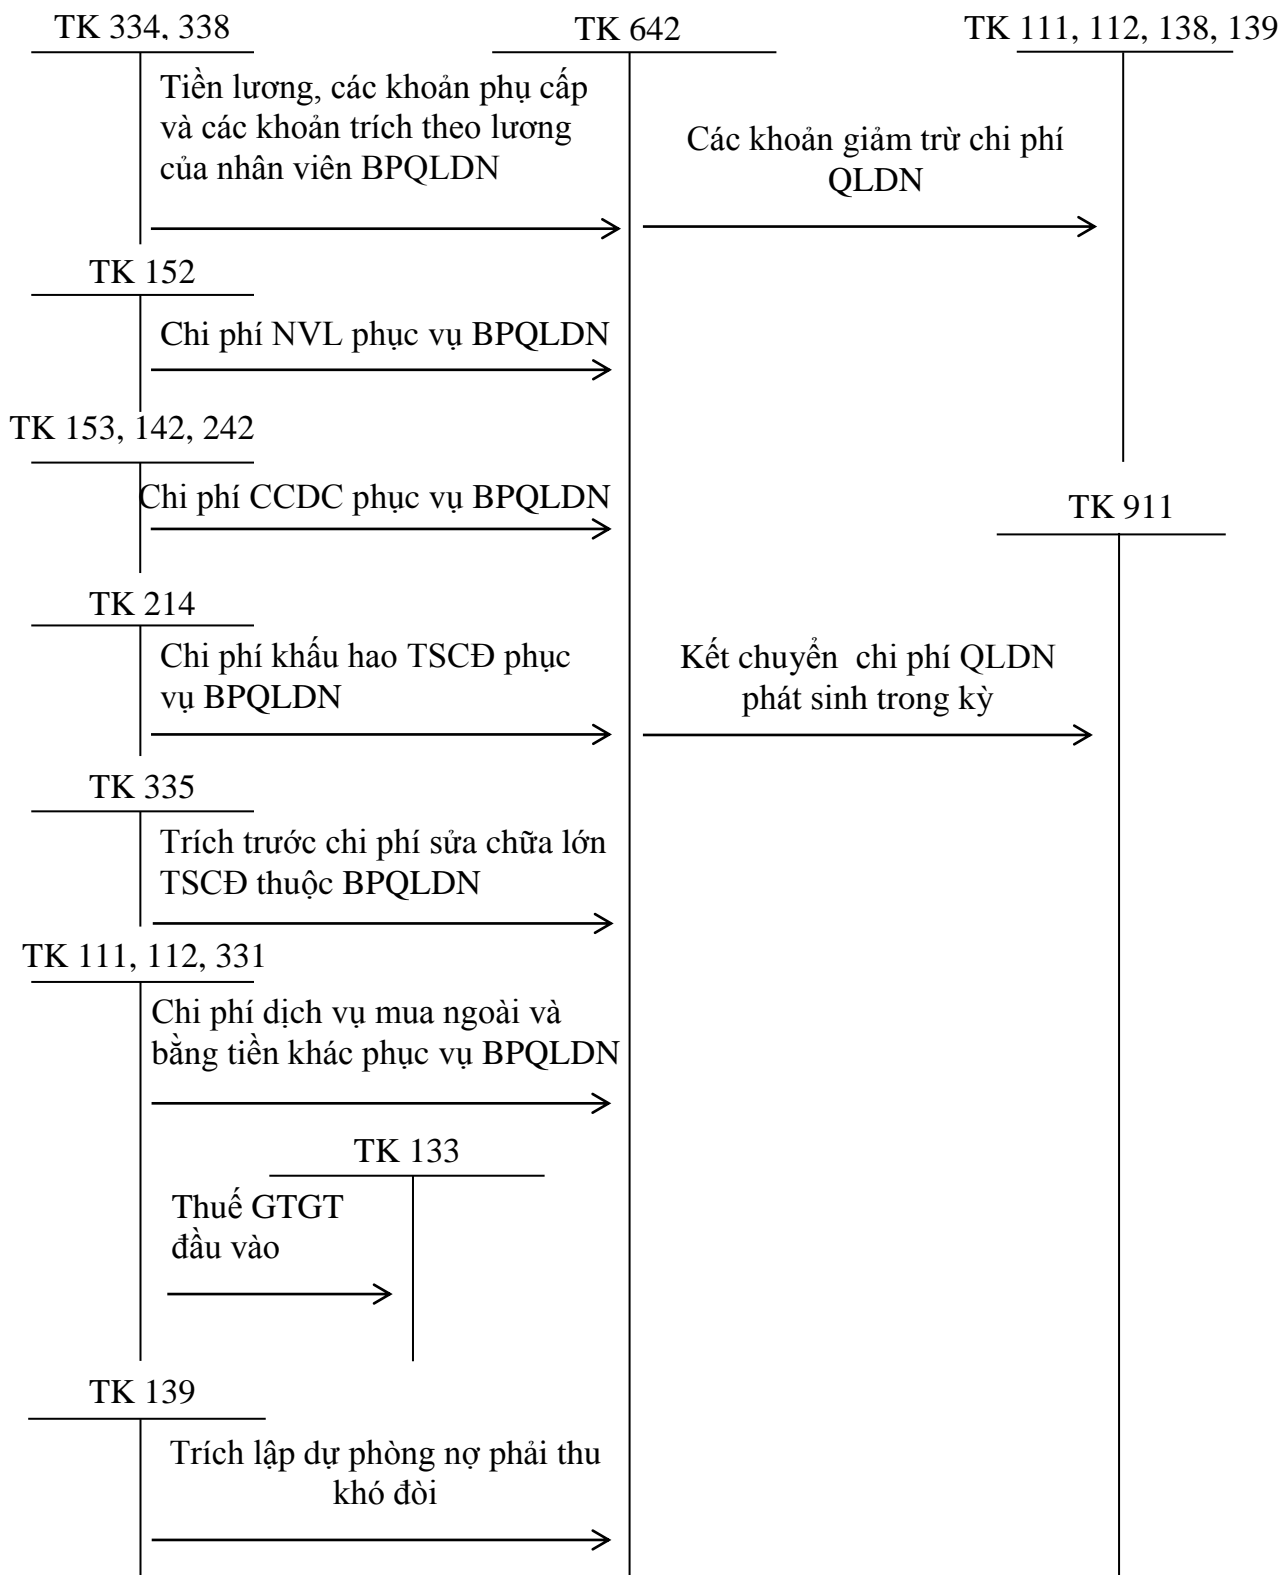 TK 334, 338
TK 642
TK 111, 112, 138, 139
Tiền lương, các khoản phụ cấp
và các khoản trích theo lương
của nhân viên BPQLDN
Các khoản giảm trừ chi phí
QLDN
TK 152
Chi phí NVL phục vụ BPQLDN
TK 153, 142, 242
Chi phí CCDC phục vụ BPQLDN
TK 911
TK 214
Chi phí khấu hao TSCĐ phục
vụ BPQLDN
Kết chuyển chi phí QLDN
phát sinh trong kỳ
TK 335
Trích trước chi phí sửa chữa lớn
TSCĐ thuộc BPQLDN
TK 111, 112, 331
Chi phí dịch vụ mua ngoài và
bằng tiền khác phục vụ BPQLDN
TK 133
Thuế GTGT
đầu vào
TK 139
Trích lập dự phòng nợ phải thu
khó đòi